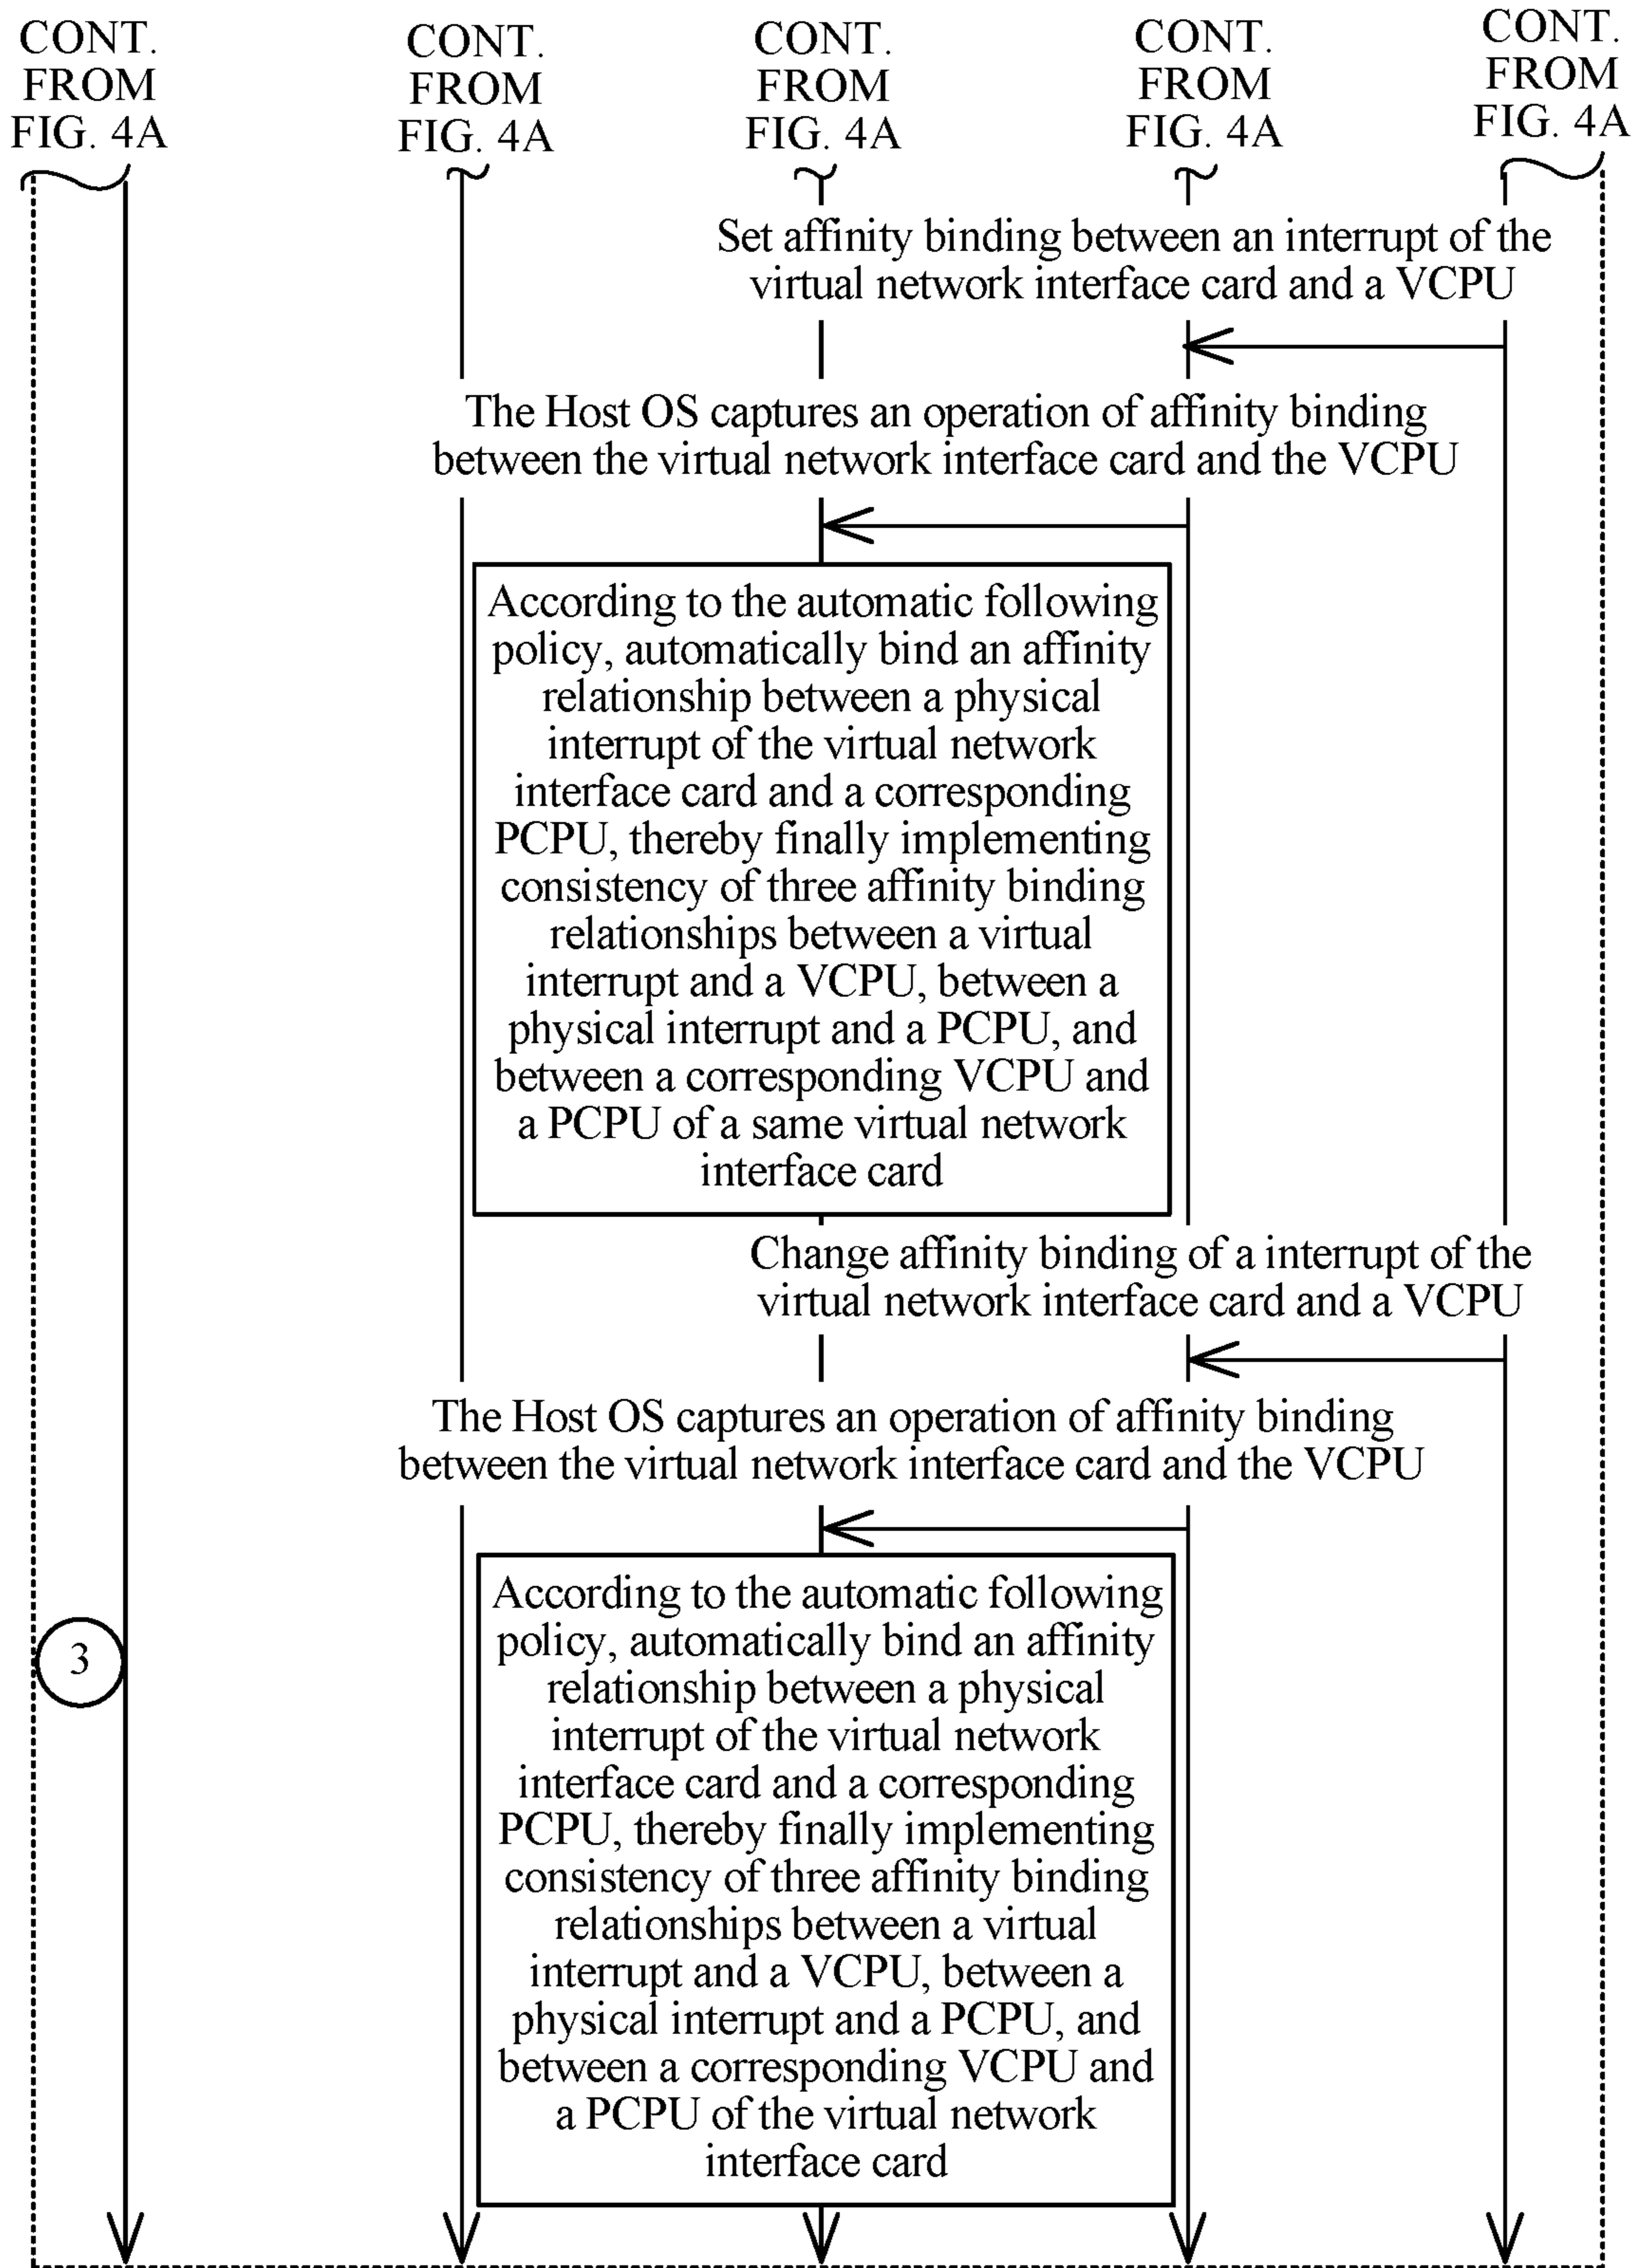 CONT.
FROM
FIG. 4A
CONT.
FROM
FIG. 4A
CONT.
FROM
FIG. 4A
CONT.
FROM
FIG. 4A
CONT.
FROM
FIG. 4A
Set affinity binding between an interrupt of the
virtual network interface card and a VCPU
The Host OS captures an operation of affinity binding
between the virtual network interface card and the VCPU
According to the automatic following
policy, automatically bind an affinity
relationship between a physical
interrupt of the virtual network
interface card and a corresponding
PCPU, thereby finally implementing
consistency of three affinity binding
relationships between a virtual
interrupt and a VCPU, between a
physical interrupt and a PCPU, and
between a corresponding VCPU and
a PCPU of a same virtual network
interface card
Change affinity binding of a interrupt of the
virtual network interface card and a VCPU
The Host OS captures an operation of affinity binding
between the virtual network interface card and the VCPU
3
According to the automatic following
policy, automatically bind an affinity
relationship between a physical
interrupt of the virtual network
interface card and a corresponding
PCPU, thereby finally implementing
consistency of three affinity binding
relationships between a virtual
interrupt and a VCPU, between a
physical interrupt and a PCPU, and
between a corresponding VCPU and
a PCPU of the virtual network
interface card